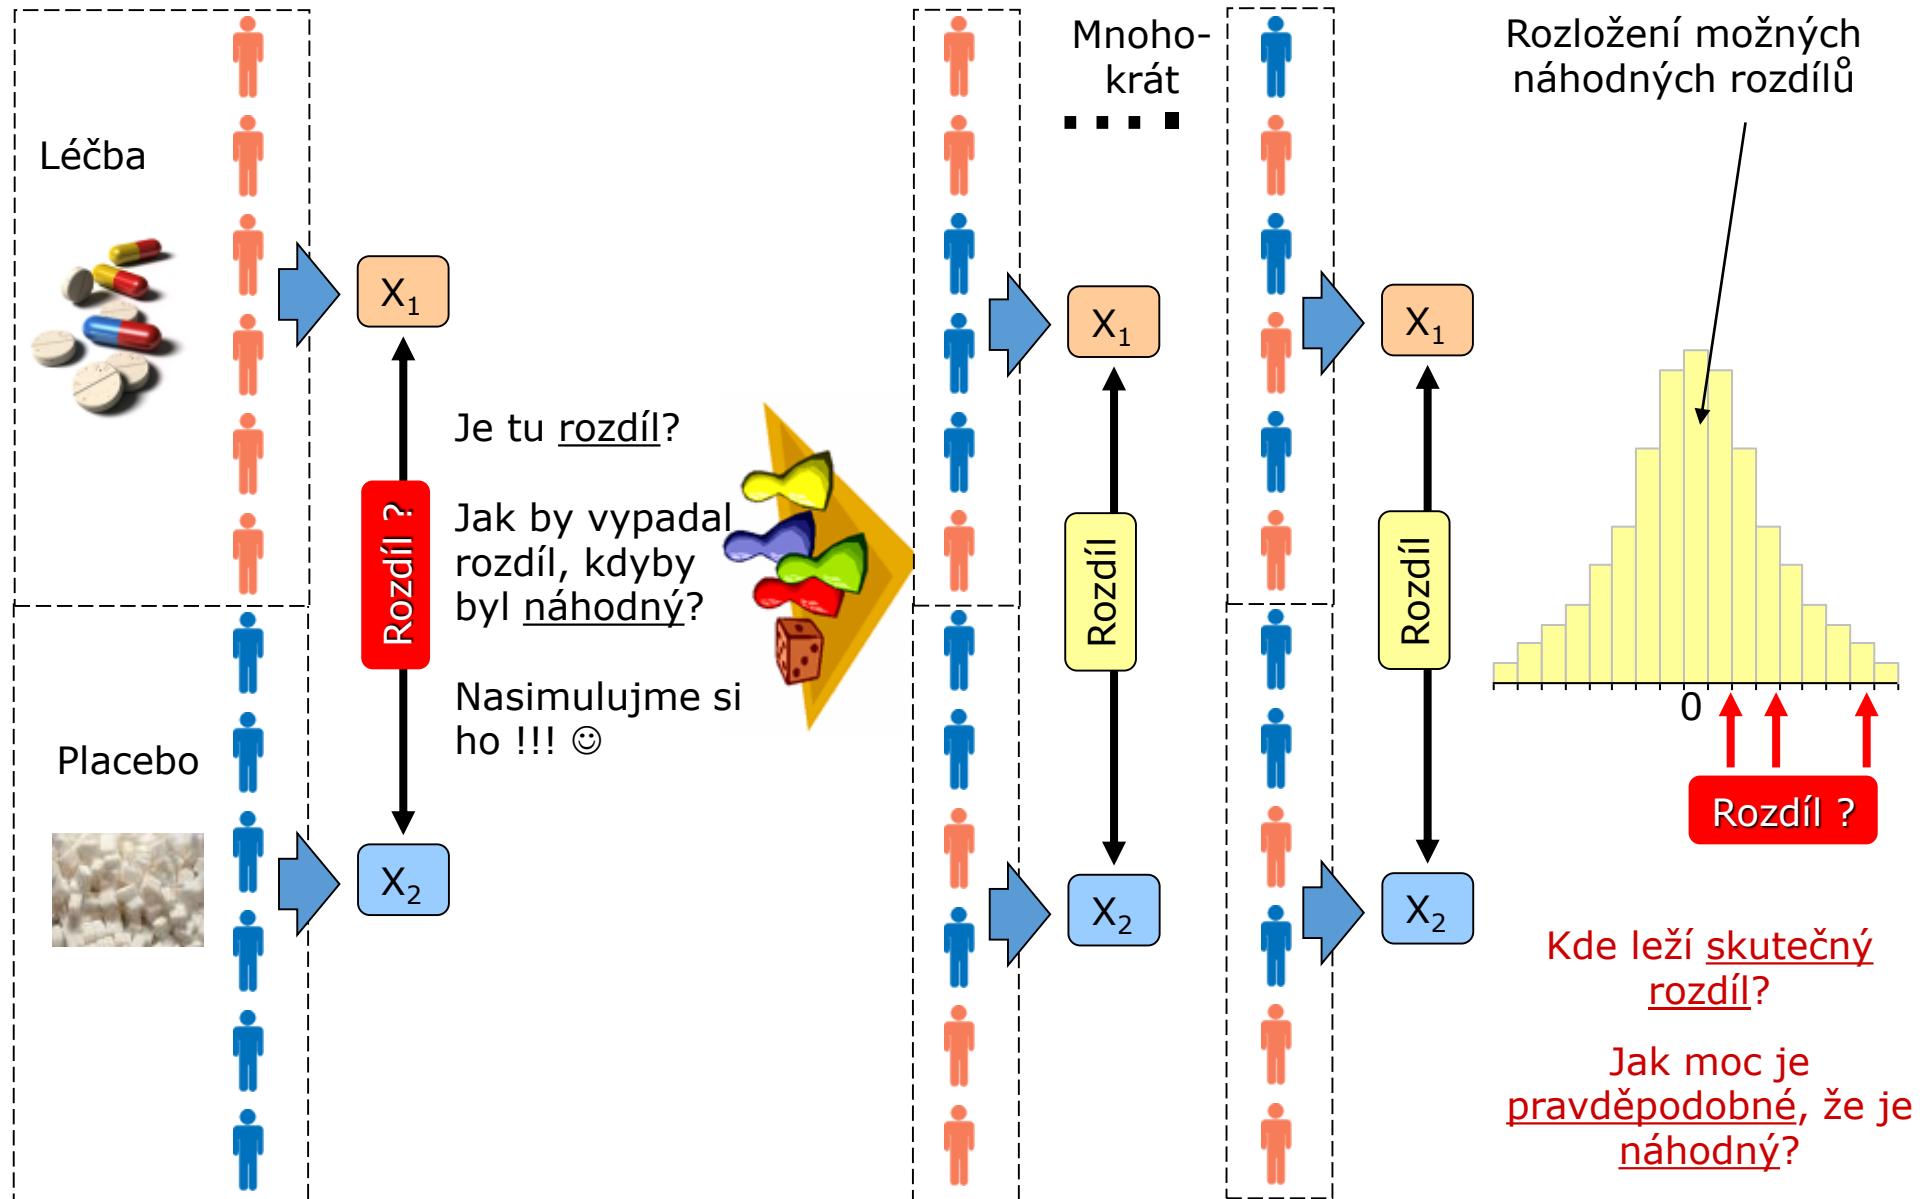 Léčba
X₁
Rozdíl ?
Je tu rozdíl?
Jak by vypadal
rozdíl, kdyby
byl náhodný?
Nasimulujme si
ho !!! ☺
Placebo
X₂
Mnoho-
krát
X₁
Rozdíl
X₂
X₁
Rozdíl
X₂
Rozložení možných
náhodných rozdílů
0
Rozdíl ?
Kde leží skutečný
rozdíl?
Jak moc je
pravděpodobné, že je
náhodný?